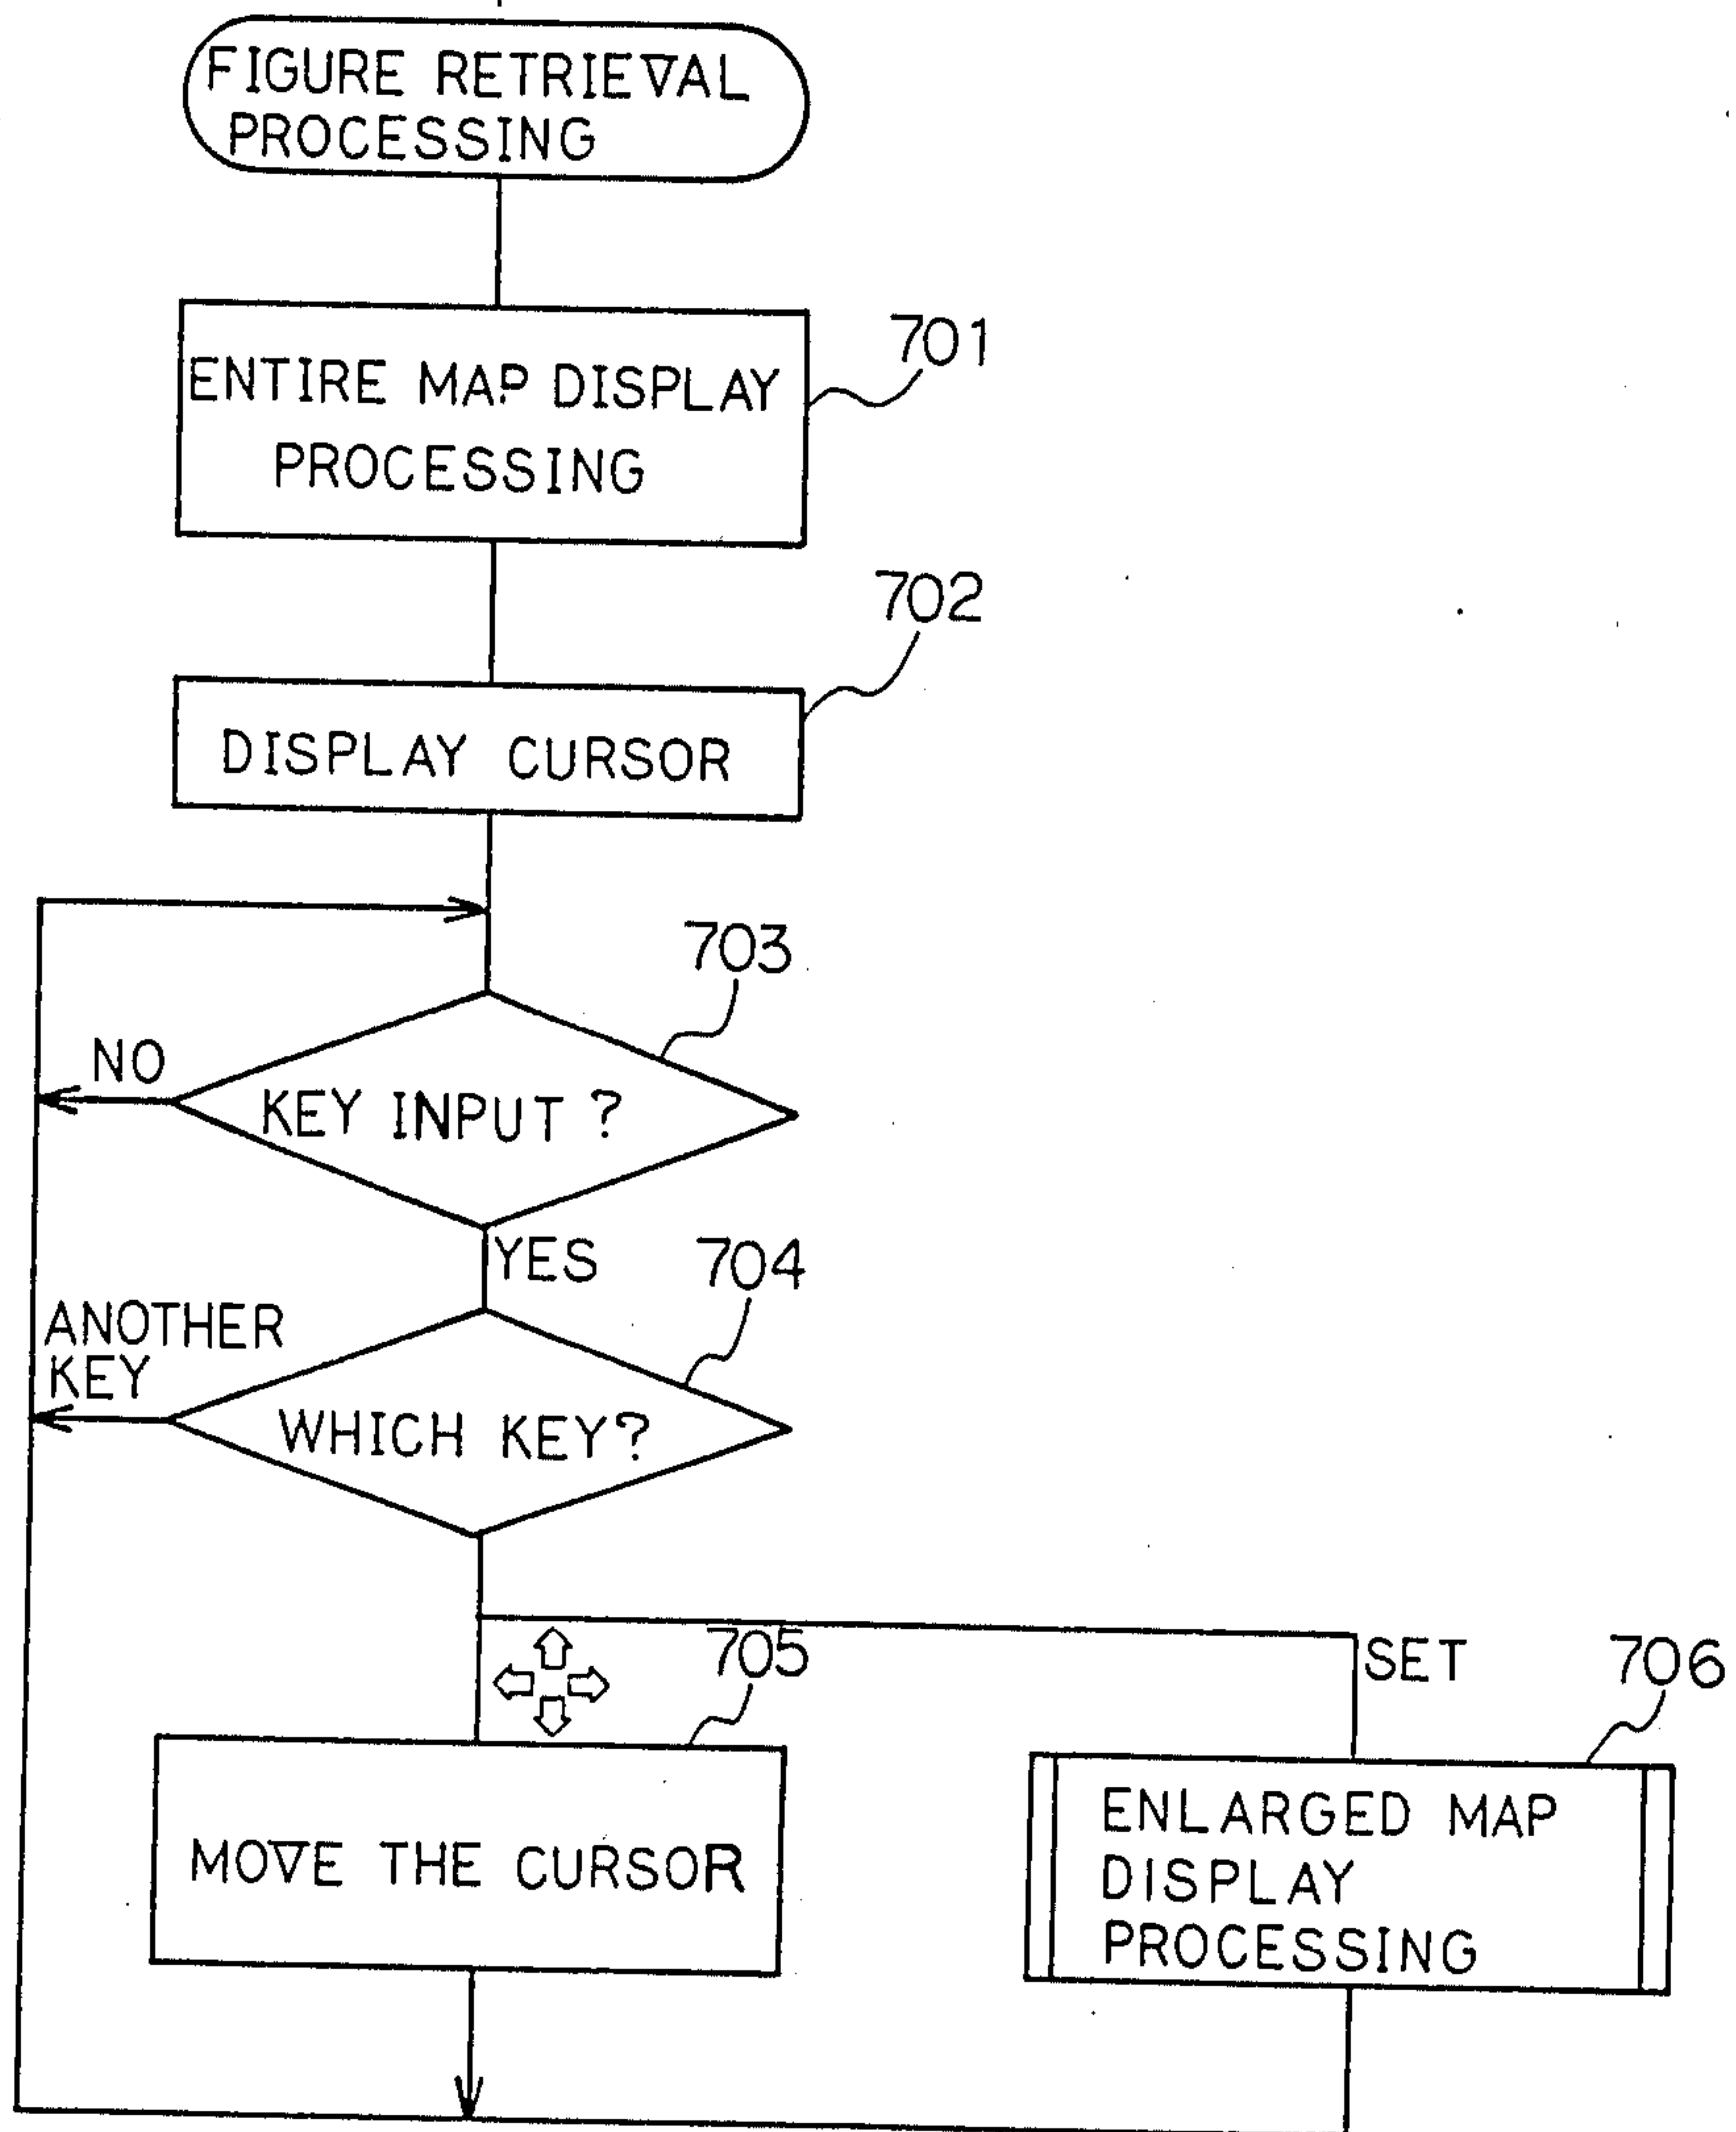 FIGURE RETRIEVAL
PROCESSING
ENTIRE MAP DISPLAY
PROCESSING
701
702
DISPLAY CURSOR
703
NO
KEY INPUT ?
YES
704
ANOTHER
KEY
WHICH KEY?
705
SET
706
MOVE THE CURSOR
ENLARGED MAP
DISPLAY
PROCESSING